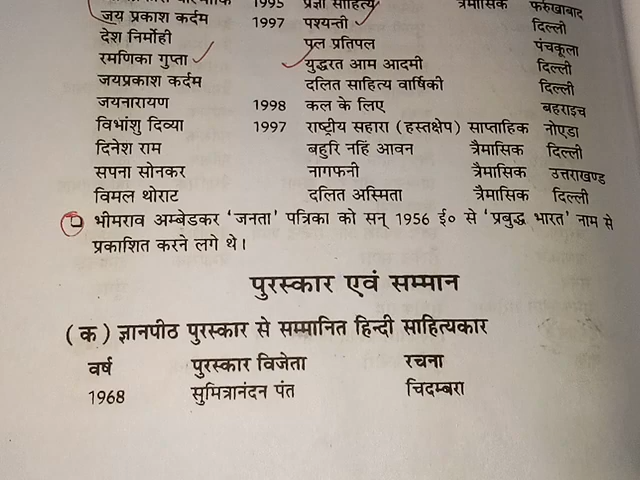 1995 प्रज्ञा साहित्य त्रैमासिक फर्रुखाबाद
जय प्रकाश कर्दम 1997 पश्यन्ती दिल्ली
देश निर्मोही पल प्रतिपल पंचकूला
रमणिका गुप्ता युद्धरत आम आदमी दिल्ली
जयप्रकाश कर्दम दलित साहित्य वार्षिकी दिल्ली
जयनारायण 1998 कल के लिए बहराइच
विभांशु दिव्या 1997 राष्ट्रीय सहारा (हस्तक्षेप) साप्ताहिक नोएडा
दिनेश राम बहुरि नहिं आवन त्रैमासिक दिल्ली
सपना सोनकर नागफनी त्रैमासिक उत्तराखण्ड
विमल थोराट दलित अस्मिता त्रैमासिक दिल्ली
भीमराव अम्बेडकर 'जनता' पत्रिका को सन् 1956 ई० से 'प्रबुद्ध भारत' नाम से
प्रकाशित करने लगे थे।
पुरस्कार एवं सम्मान
(क) ज्ञानपीठ पुरस्कार से सम्मानित हिन्दी साहित्यकार
वर्ष पुरस्कार विजेता रचना
1968 सुमित्रानंदन पंत चिदम्बरा